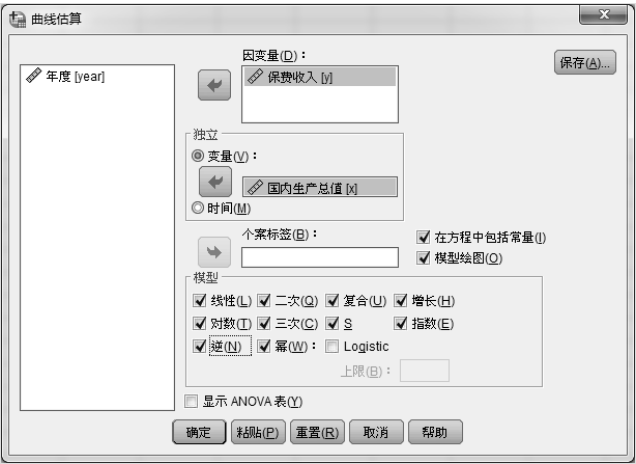 曲线估算
年度 [year]
因变量(D)：
保费收入 [y]
保存(A)...
独立
变量(V)：
国内生产总值 [x]
时间(M)
个案标签(B)：
在方程中包括常量(I)
模型绘图(O)
模型
线性(L) 二次(Q) 复合(U) 增长(H)
对数(T) 三次(C) S 指数(E)
逆(N) 幂(W)： Logistic
上限(B)：
显示 ANOVA 表(Y)
确定 粘贴(P) 重置(R) 取消 帮助